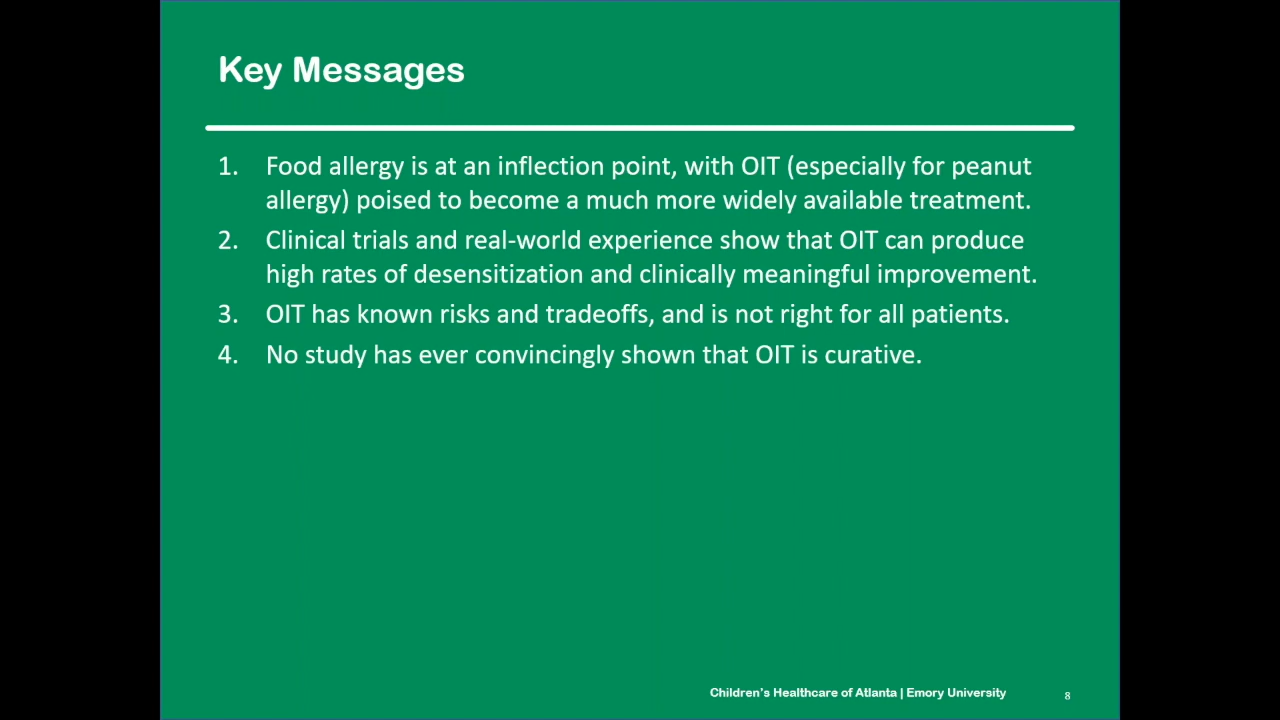 Key Messages
1. Food allergy is at an inflection point, with OIT (especially for peanut
allergy) poised to become a much more widely available treatment.
2. Clinical trials and real-world experience show that OIT can produce
high rates of desensitization and clinically meaningful improvement.
3. OIT has known risks and tradeoffs, and is not right for all patients.
4. No study has ever convincingly shown that OIT is curative.
Children’s Healthcare of Atlanta | Emory University
8